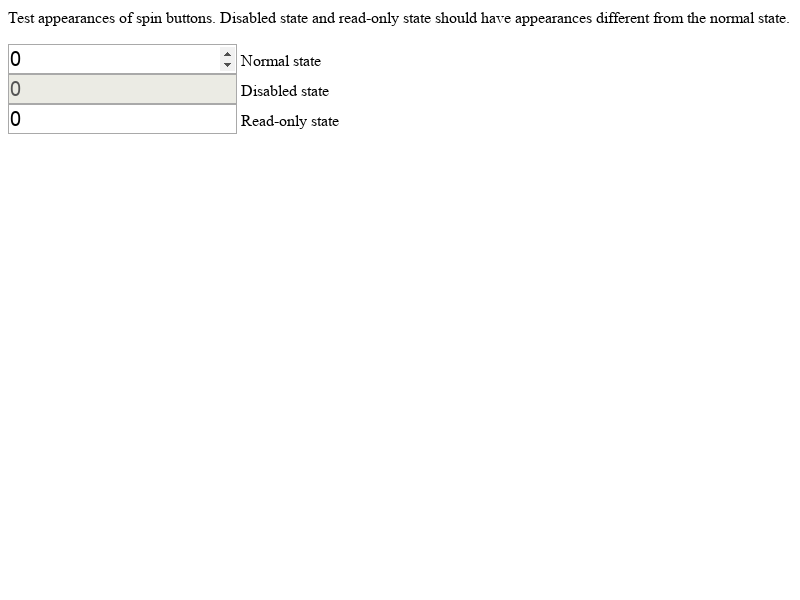 Test appearances of spin buttons. Disabled state and read-only state should have appearances different from the normal state.
0 Normal state
0 Disabled state
0 Read-only state